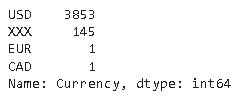 USD    3853
XXX     145
EUR       1
CAD       1
Name: Currency, dtype: int64